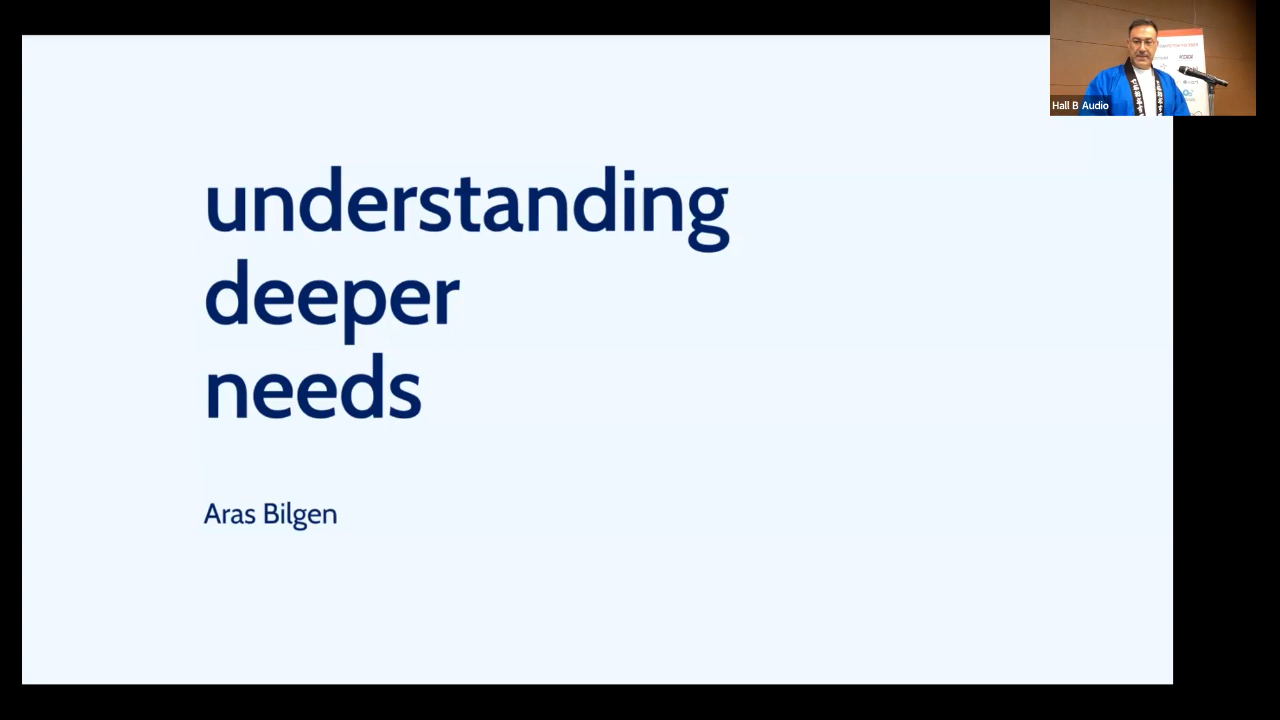 understanding
deeper
needs
Aras Bilgen
Hall B Audio